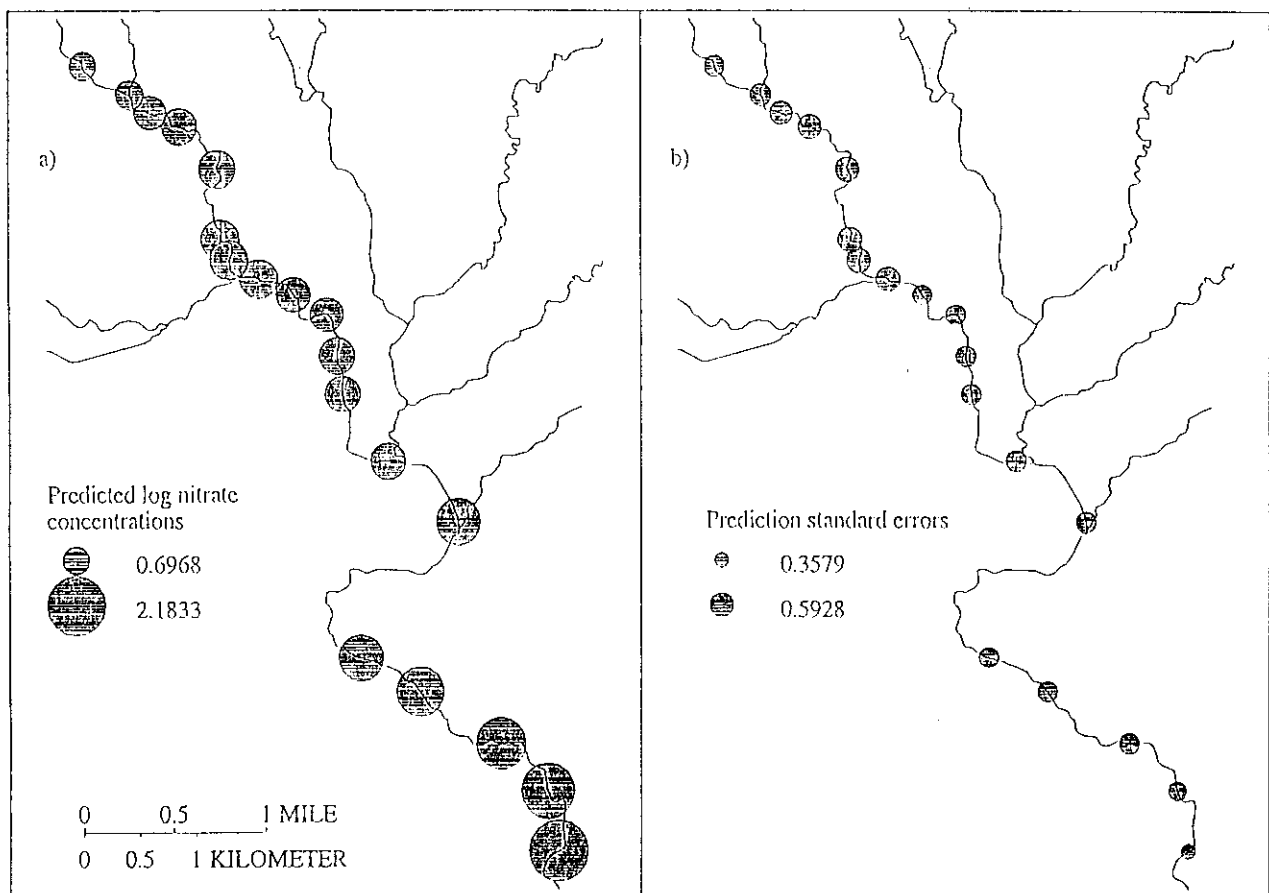 a)
Predicted log nitrate
concentrations
0.6968
2.1833
0 0.5 1 MILE
0 0.5 1 KILOMETER
b)
Prediction standard errors
0.3579
0.5928